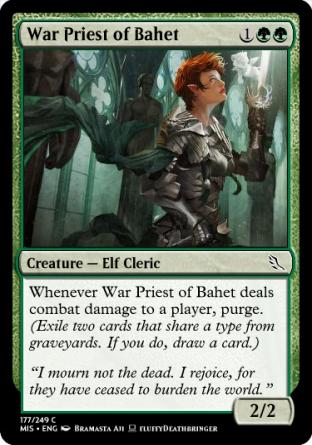 War Priest of Bahet 1
Creature — Elf Cleric
Whenever War Priest of Bahet deals
combat damage to a player, purge.
(Exile two cards that share a type from
graveyards. If you do, draw a card.)
"I mourn not the dead. I rejoice, for
they have ceased to burden the world."
2/2
177/249 C
MIS • ENG Bramasta Aji fluffyDeathbringer